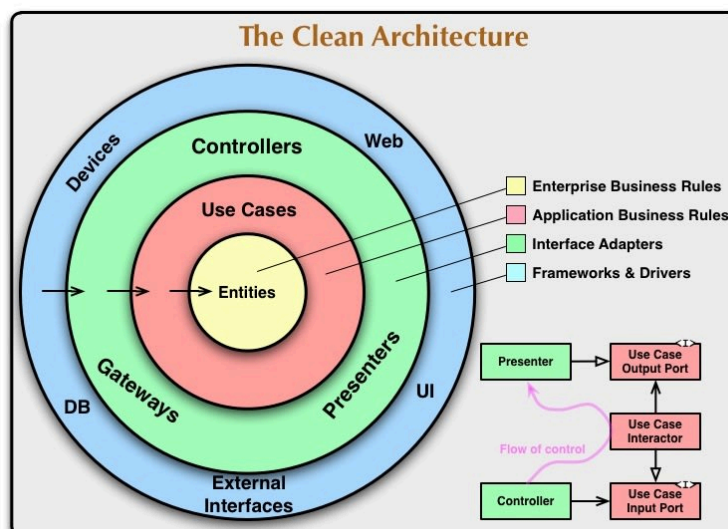 The Clean Architecture
Devices
Web
Controllers
Use Cases
Entities
Gateways
Presenters
DB
UI
External
Interfaces
Enterprise Business Rules
Application Business Rules
Interface Adapters
Frameworks & Drivers
Presenter
<I>
Use Case
Output Port
Flow of control
Use Case
Interactor
Controller
<I>
Use Case
Input Port